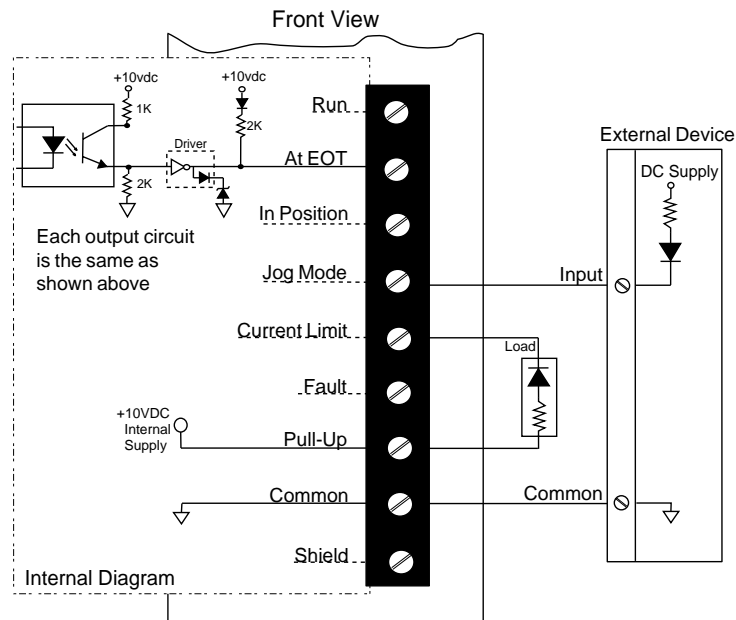 Front View
+10vdc
+10vdc
1K
2K
Driver
2K
Run
At EOT
In Position
Jog Mode
Current Limit
Fault
Pull-Up
Common
Shield
Each output circuit
is the same as
shown above
+10VDC
Internal
Supply
Internal Diagram
Load
External Device
DC Supply
Input
Common